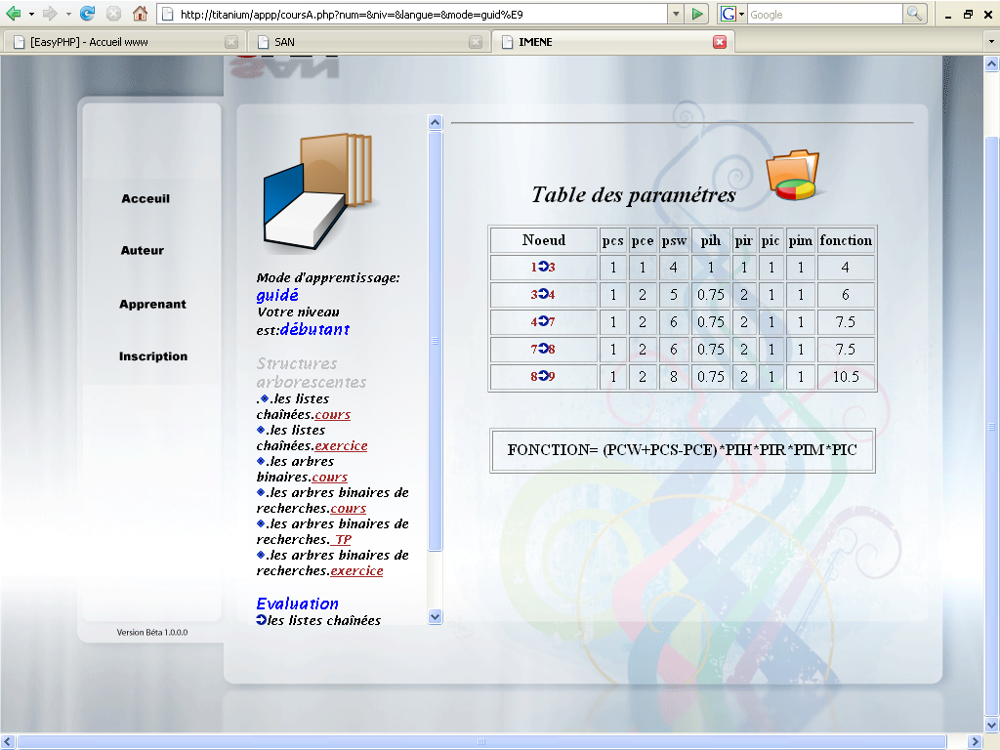 http://titanium/appp/coursA.php?num=&niv=&langue=&mode=guid%E9
G Google
[EasyPHP] - Accueil www
SAN
IMENE
SAN
Acceuil
Auteur
Apprenant
Inscription
Version Béta 1.0.0.0
Mode d'apprentissage:
guidé
Votre niveau
est:débutant
Structures
arborescentes
..les listes
chaînées.cours
.les listes
chaînées.exercice
.les arbres
binaires.cours
.les arbres binaires de
recherches.cours
.les arbres binaires de
recherches. TP
.les arbres binaires de
recherches.exercice
Evaluation
les listes chaînées
Table des paramétres
Noeud pcs pce psw pih pir pic pim fonction
1➲3 1 1 4 1 1 1 1 4
3➲4 1 2 5 0.75 2 1 1 6
4➲7 1 2 6 0.75 2 1 1 7.5
7➲8 1 2 6 0.75 2 1 1 7.5
8➲9 1 2 8 0.75 2 1 1 10.5
FONCTION= (PCW+PCS-PCE)*PIH*PIR*PIM*PIC